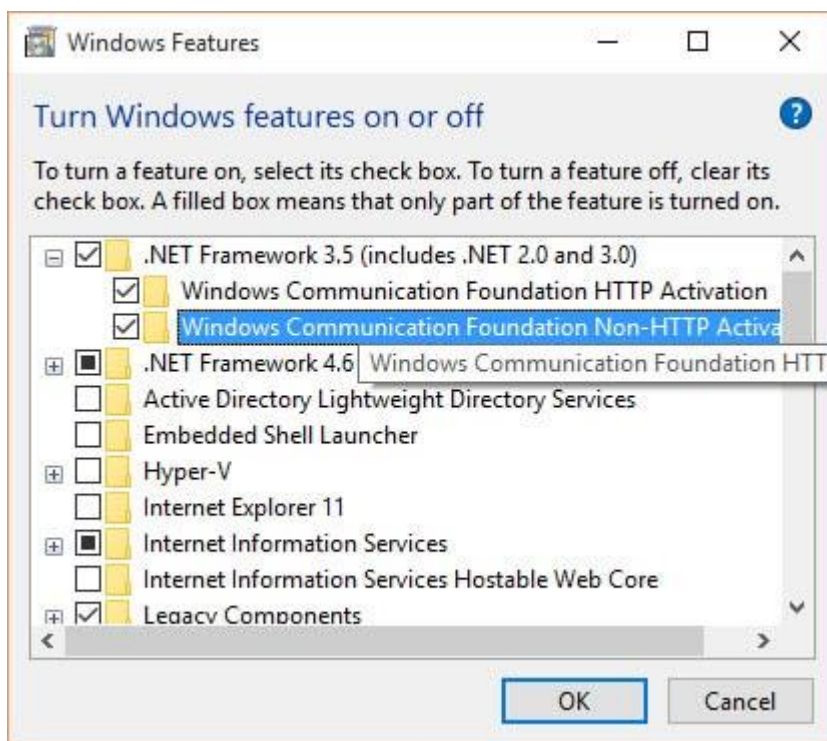 Windows Features
Turn Windows features on or off
To turn a feature on, select its check box. To turn a feature off, clear its
check box. A filled box means that only part of the feature is turned on.
.NET Framework 3.5 (includes .NET 2.0 and 3.0)
Windows Communication Foundation HTTP Activation
Windows Communication Foundation Non-HTTP Activa
.NET Framework 4.6 Windows Communication Foundation HTT
Active Directory Lightweight Directory Services
Embedded Shell Launcher
Hyper-V
Internet Explorer 11
Internet Information Services
Internet Information Services Hostable Web Core
Legacy Components
OK Cancel